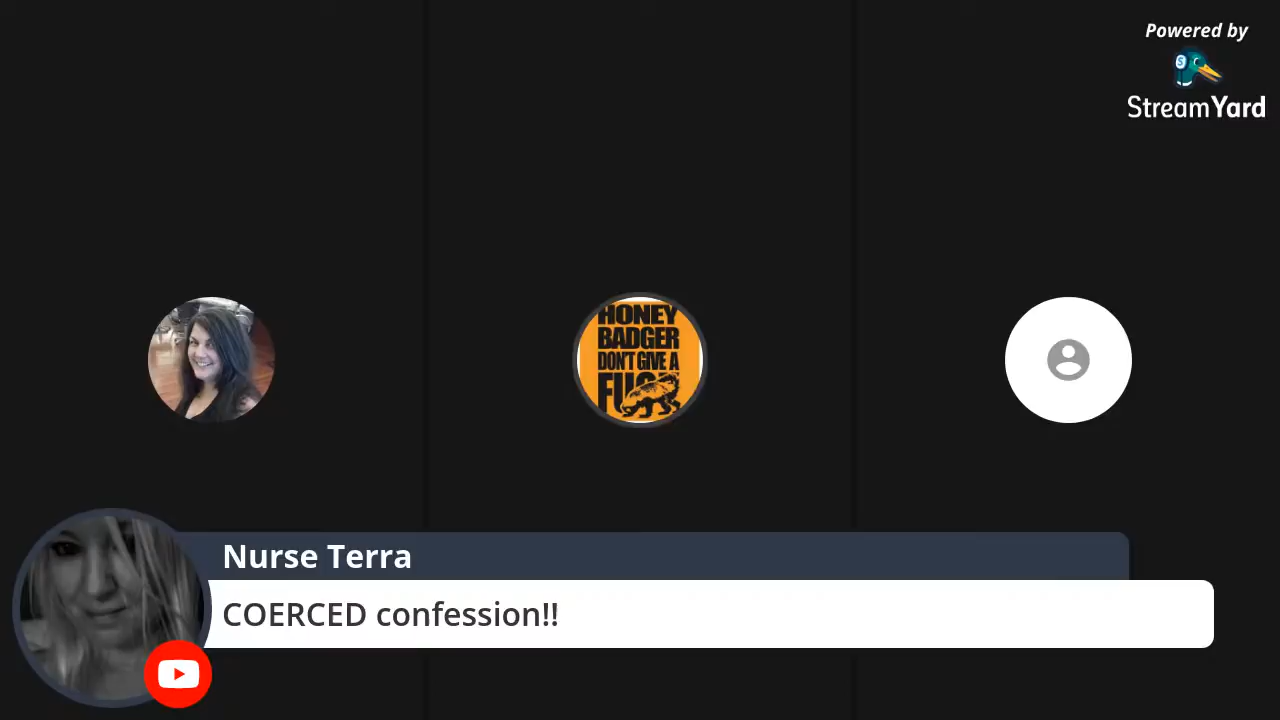 Powered by
StreamYard
HONEY
BADGER
DON'T GIVE A
Nurse Terra
COERCED confession!!